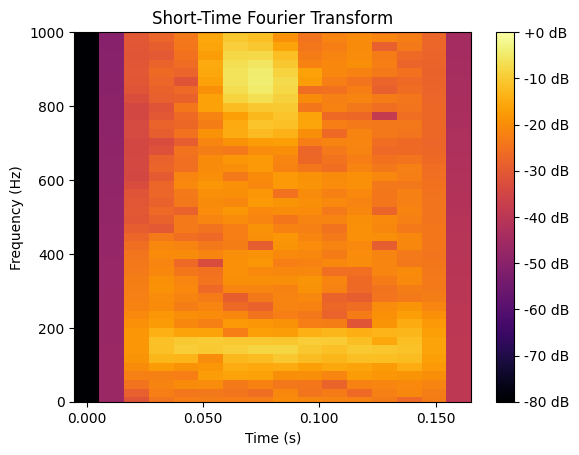 Short-Time Fourier Transform
1000
800
600
400
200
0
Frequency (Hz)
0.000
0.050
0.100
0.150
Time (s)
+0 dB
-10 dB
-20 dB
-30 dB
-40 dB
-50 dB
-60 dB
-70 dB
-80 dB